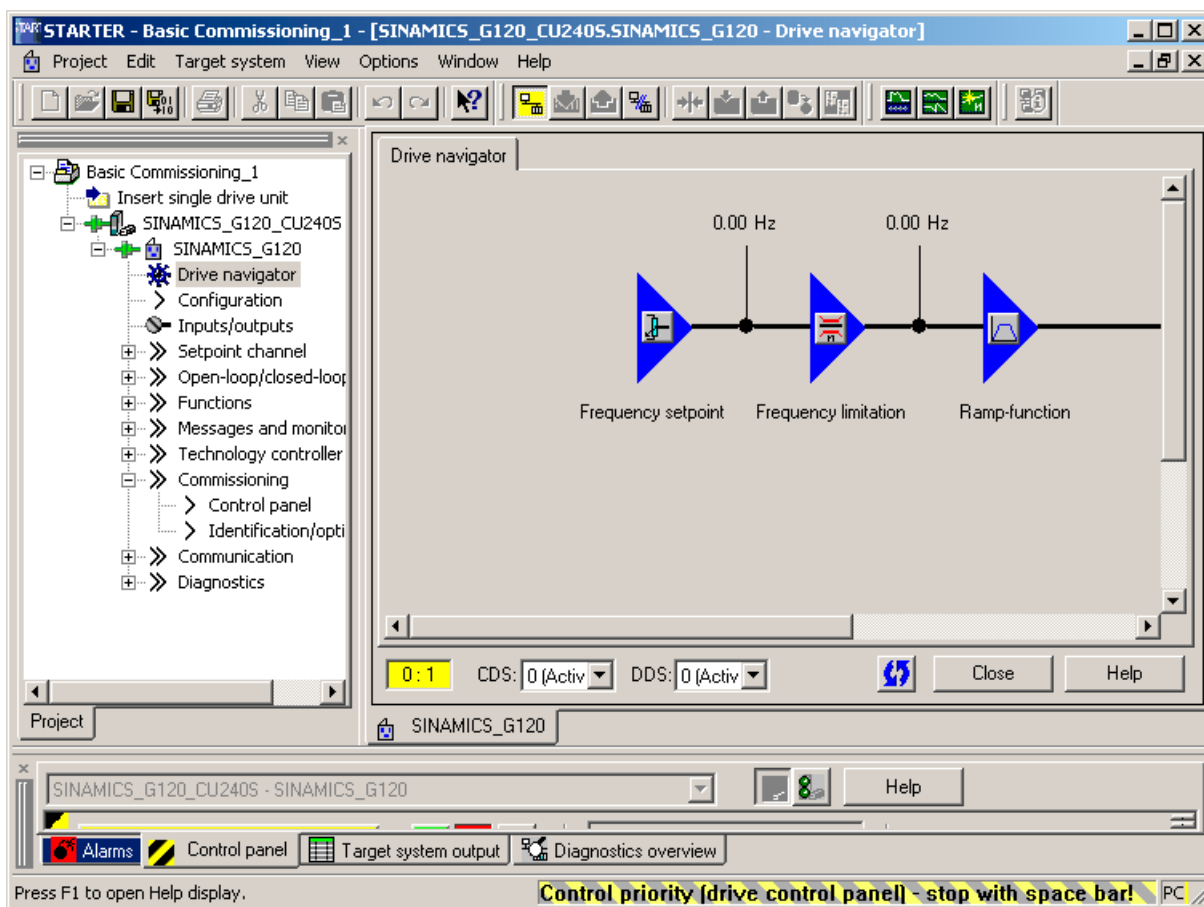 STARTER - Basic Commissioning_1 - [SINAMICS_G120_CU240S.SINAMICS_G120 - Drive navigator]
Project Edit Target system View Options Window Help
Drive navigator
Basic Commissioning_1
Insert single drive unit
SINAMICS_G120_CU240S
SINAMICS_G120
Drive navigator
Configuration
Inputs/outputs
Setpoint channel
Open-loop/closed-loop
Functions
Messages and monitor
Technology controller
Commissioning
Control panel
Identification/opti
Communication
Diagnostics
Project
0.00 Hz 0.00 Hz
Frequency setpoint Frequency limitation Ramp-function
0 : 1 CDS: 0 (Activ DDS: 0 (Activ Close Help
SINAMICS_G120
SINAMICS_G120_CU240S - SINAMICS_G120 Help
Alarms Control panel Target system output Diagnostics overview
Press F1 to open Help display. Control priority (drive control panel) - stop with space bar! PC